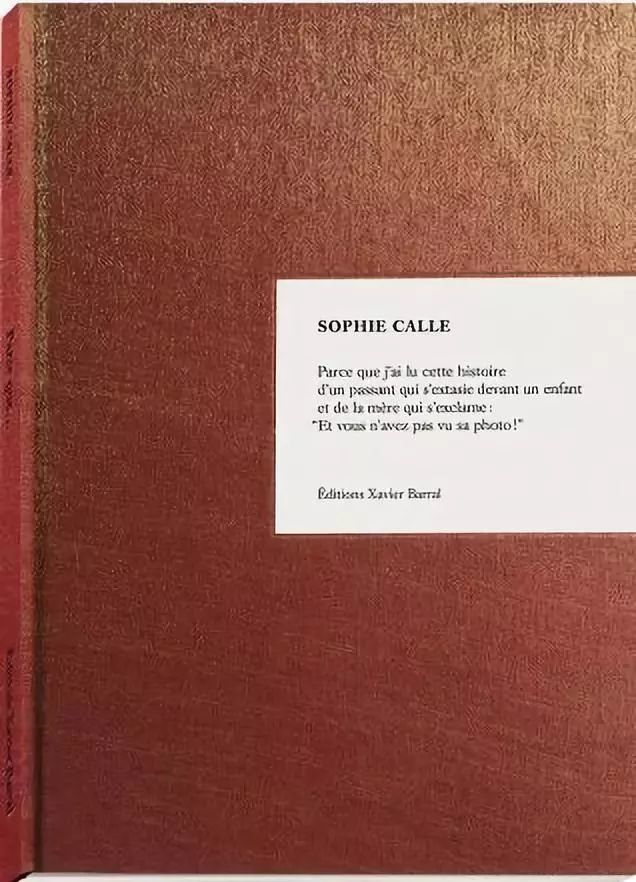 SOPHIE CALLE
Parce que j'ai lu cette histoire
d'un passant qui s'extasie devant un enfant
et de la mère qui s'exclame :
"Et vous n'avez pas vu sa photo!"
Éditions Xavier Barral